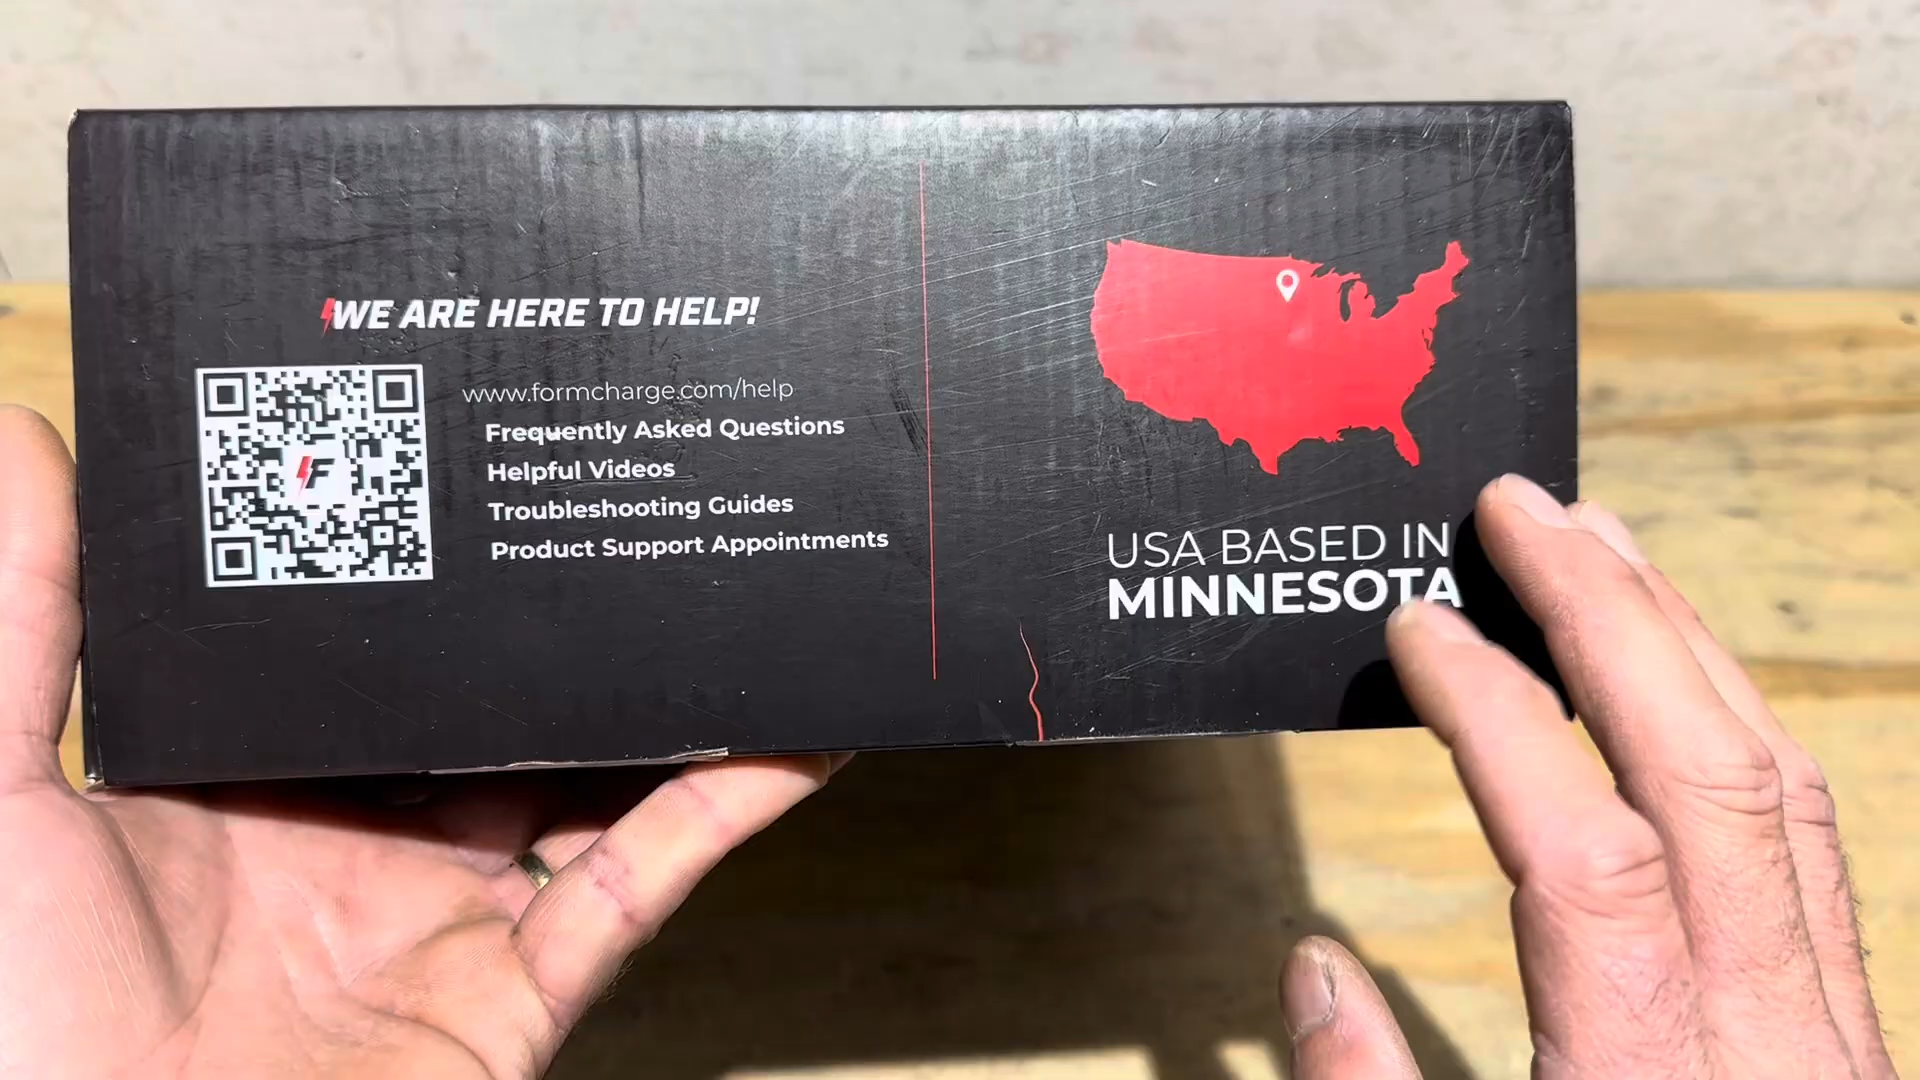 WE ARE HERE TO HELP!
www.formcharge.com/help
Frequently Asked Questions
Helpful Videos
Troubleshooting Guides
Product Support Appointments
F
USA BASED IN
MINNESOTA